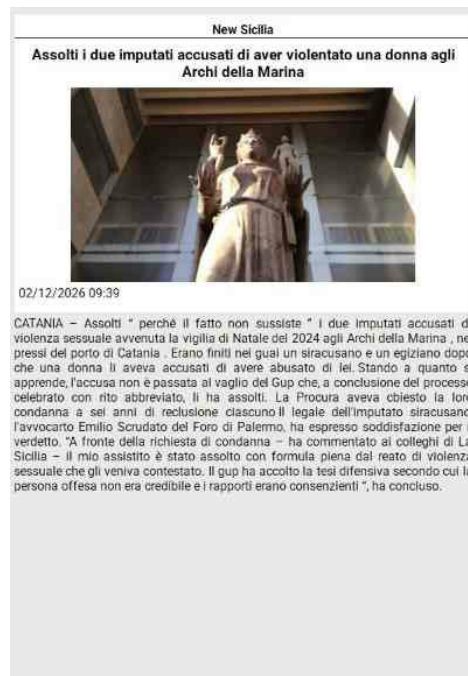 New Sicilia
Assolti i due imputati accusati di aver violentato una donna agli
Archi della Marina
02/12/2026 09:39
CATANIA – Assolti " perché il fatto non sussiste " i due imputati accusati d
violenza sessuale avvenuta la vigilia di Natale del 2024 agli Archi della Marina , ne
pressi del porto di Catania . Erano finiti nei guai un siracusano e un egiziano dopo
che una donna li aveva accusati di avere abusato di lei. Stando a quanto s
apprende, l'accusa non è passata al vaglio del Gup che, a conclusione del processo
celebrato con rito abbreviato, li ha assolti. La Procura aveva chiesto la loro
condanna a sei anni di reclusione ciascuno Il legale dell'imputato siracusano
l'avvocarto Emilio Scrudato del Foro di Palermo, ha espresso soddisfazione per i
verdetto. "A fronte della richiesta di condanna – ha commentato ai colleghi di La
Sicilia – il mio assistito è stato assolto con formula piena dal reato di violenza
sessuale che gli veniva contestato. Il gup ha accolto la tesi difensiva secondo cui la
persona offesa non era credibile e i rapporti erano consenzienti ", ha concluso.